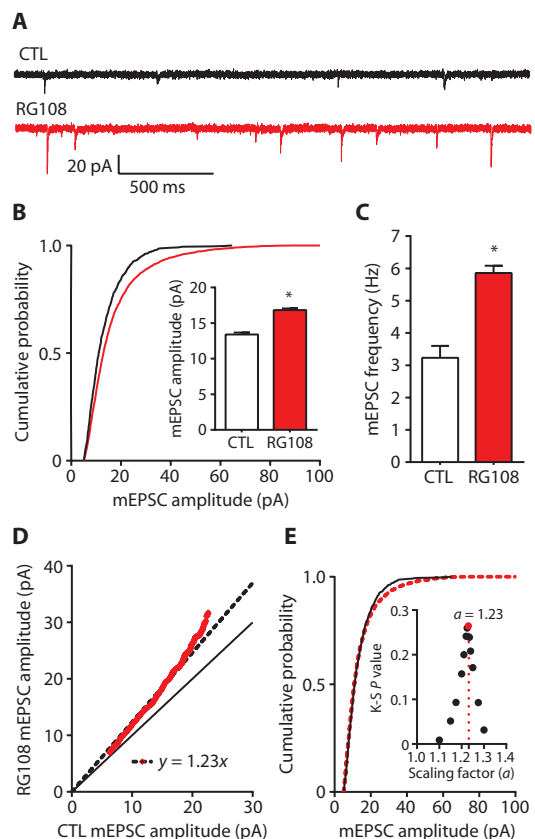 A
CTL
RG108
20 pA
500 ms
B
Cumulative probability
1.0
0.5
0
0 20 40 60 80 100
mEPSC amplitude (pA)
mEPSC amplitude (pA)
20
15
10
5
0
*
CTL RG108
C
mEPSC frequency (Hz)
7
6
5
4
3
2
1
0
*
CTL RG108
D
RG108 mEPSC amplitude (pA)
40
30
20
10
0
y = 1.23x
0 10 20 30
CTL mEPSC amplitude (pA)
E
Cumulative probability
1.0
0.5
0
0 20 40 60 80 100
mEPSC amplitude (pA)
K-S P value
0.3
0.2
0.1
0
a = 1.23
1.0 1.1 1.2 1.3 1.4
Scaling factor (a)